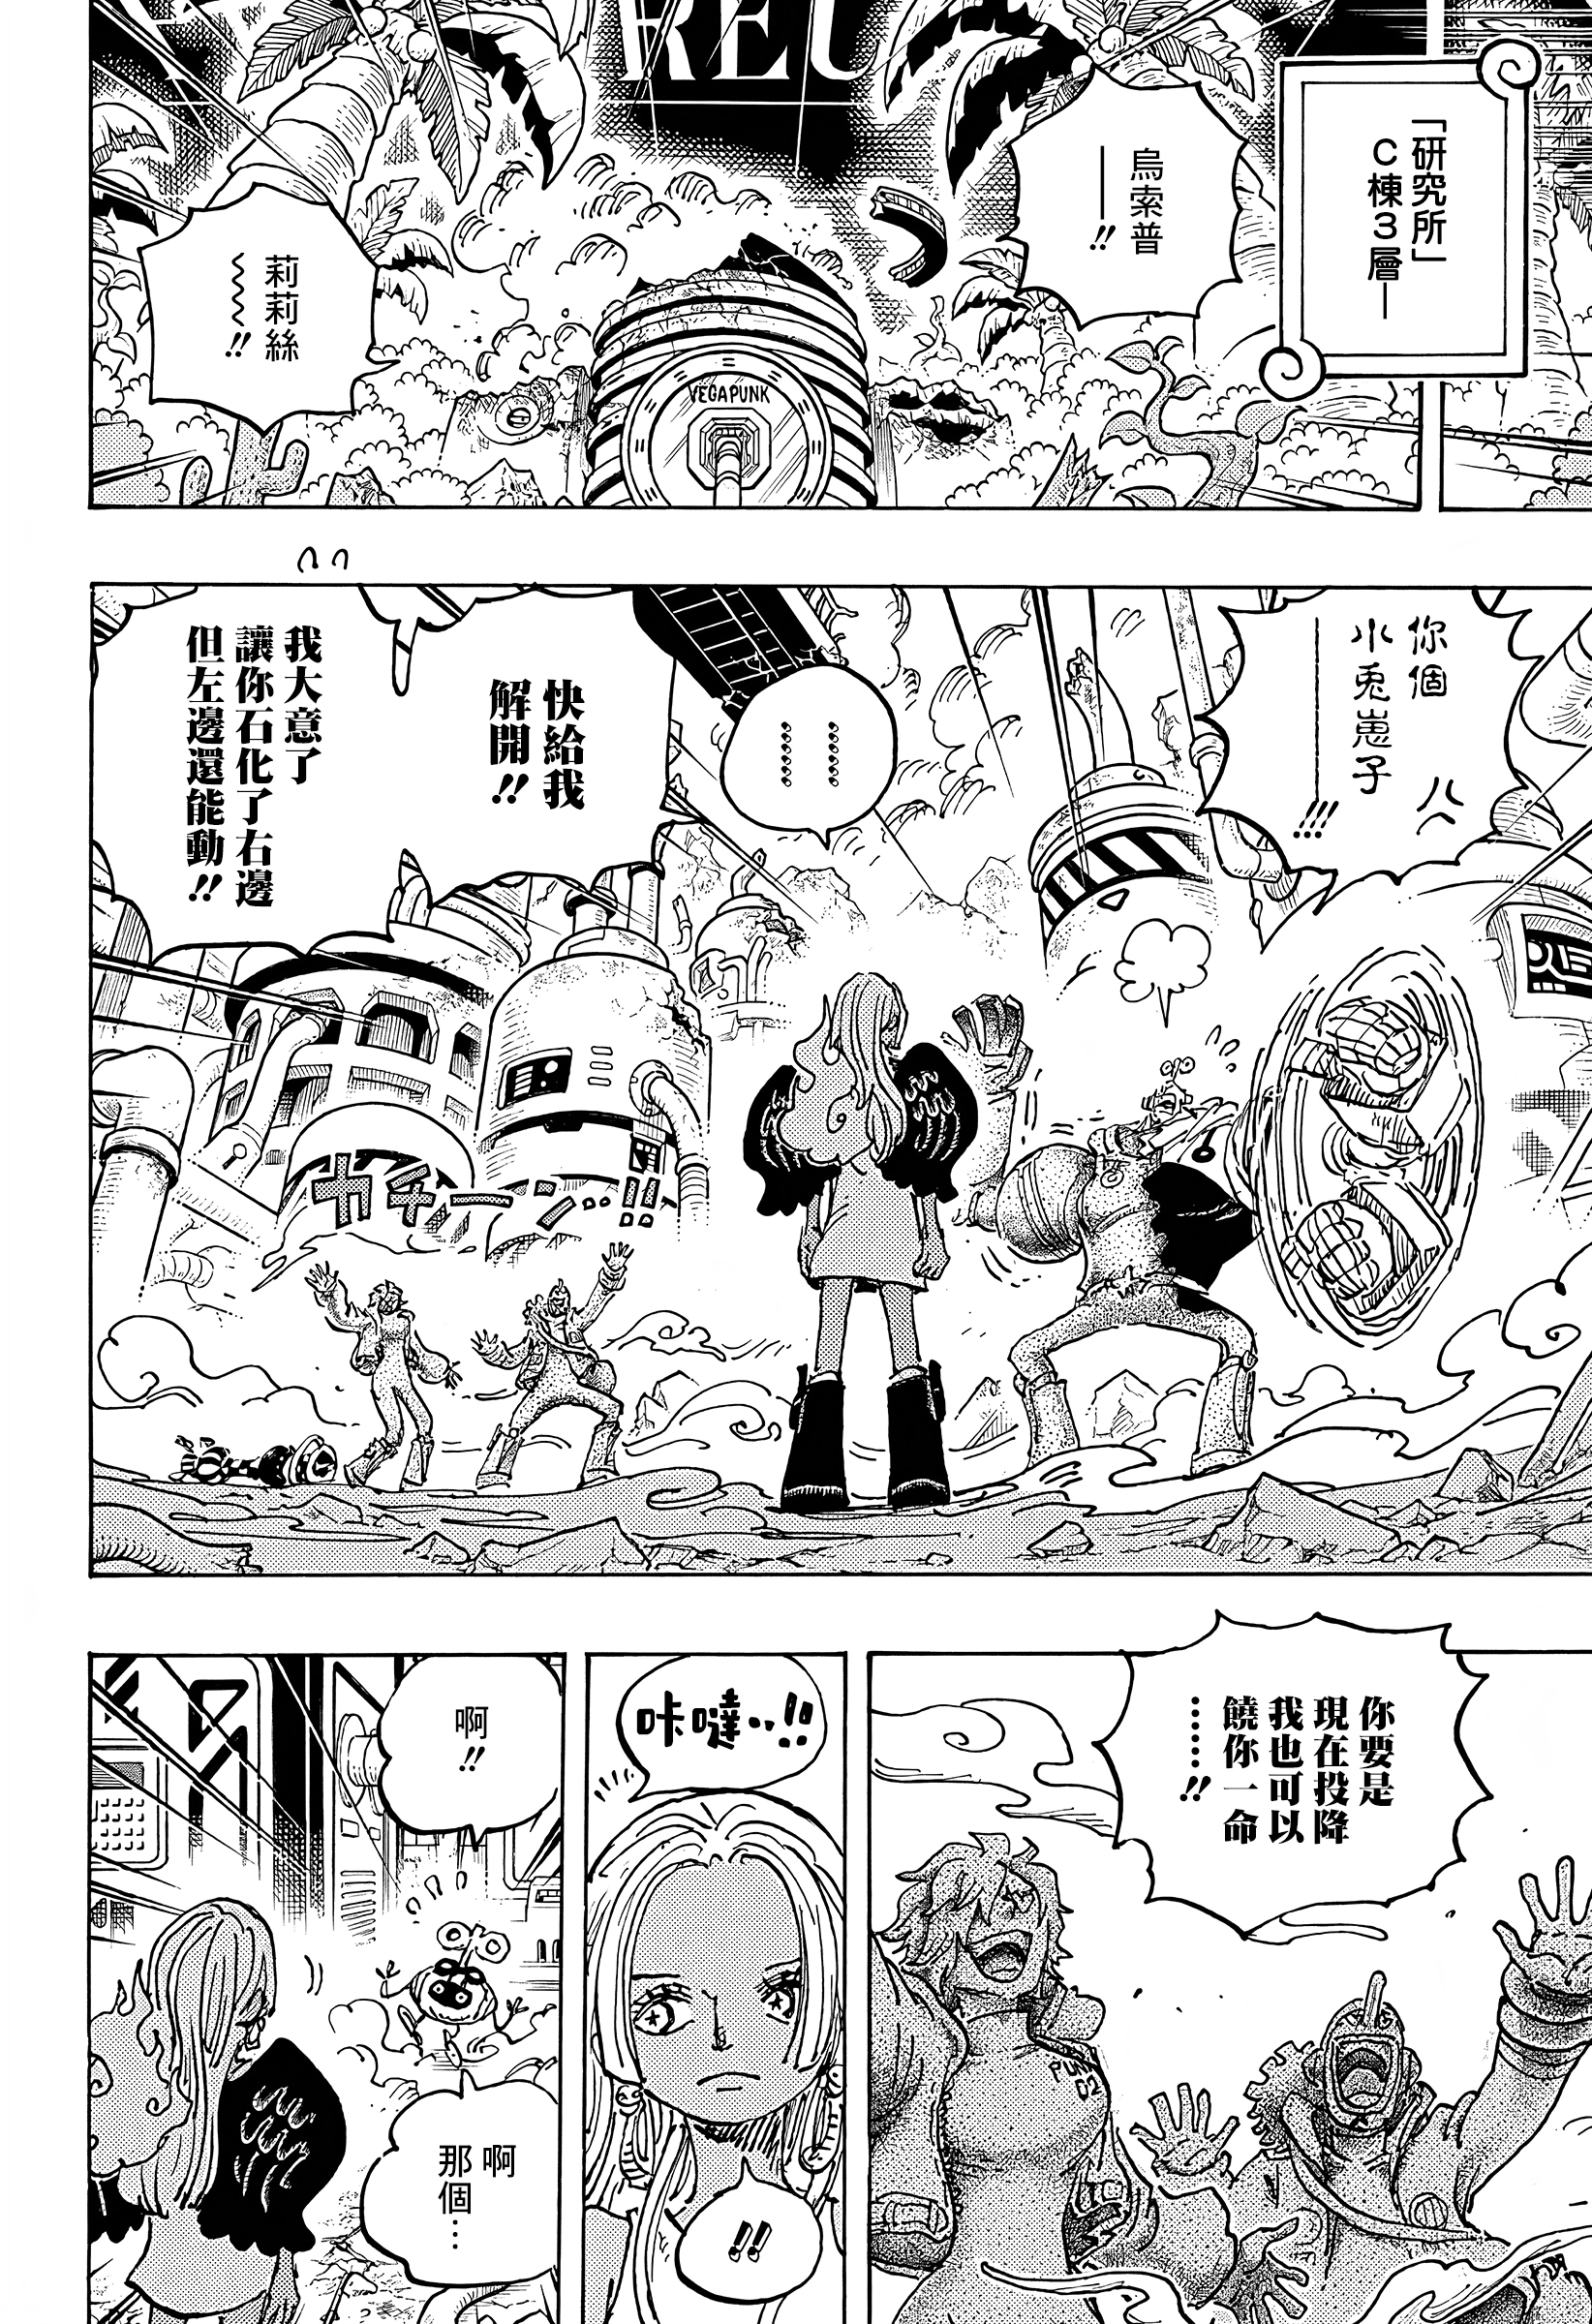 REU
「研究所」
C棟3層—
烏索普
——!!
莉莉絲
~~~~!!
VEGAPUNK
你個
小兔崽子
———!!!
⋯⋯⋯
⋯⋯⋯
快給我
解開!!
我大意了
讓你石化了右邊
但左邊還能動!!
ガチーン‥!!
你要是
現在投降
我也可以
饒你一命
⋯⋯!!
PUNK
02
咔噠‥!!
!!
啊!!
啊
那個⋯